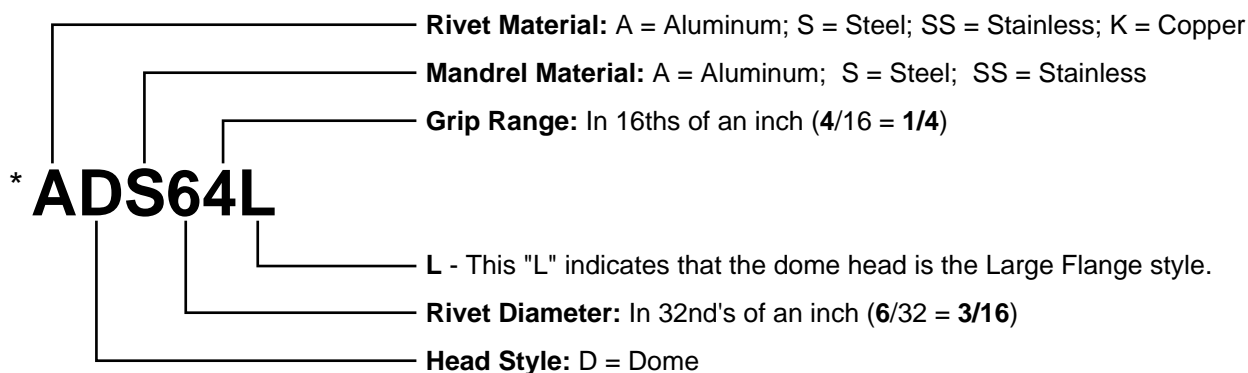 Rivet Material: A = Aluminum; S = Steel; SS = Stainless; K = Copper
Mandrel Material: A = Aluminum; S = Steel; SS = Stainless
Grip Range: In 16ths of an inch (4/16 = 1/4)
* ADS64L
L - This "L" indicates that the dome head is the Large Flange style.
Rivet Diameter: In 32nd's of an inch (6/32 = 3/16)
Head Style: D = Dome